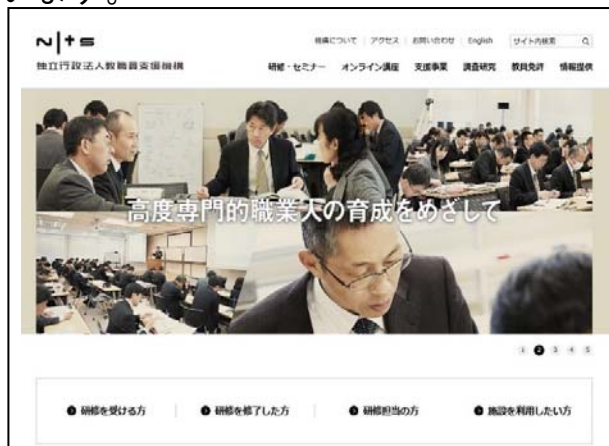 います。
N|TS
機構について | アクセス | お問い合わせ | English サイト内検索
独立行政法人教職員支援機構
研修・セミナー オンライン講座 支援事業 調査研究 教員免許 情報提供
高度専門的職業人の育成をめざして
1 2 3 4 5
研修を受ける方 研修を修了した方 研修担当の方 施設を利用したい方